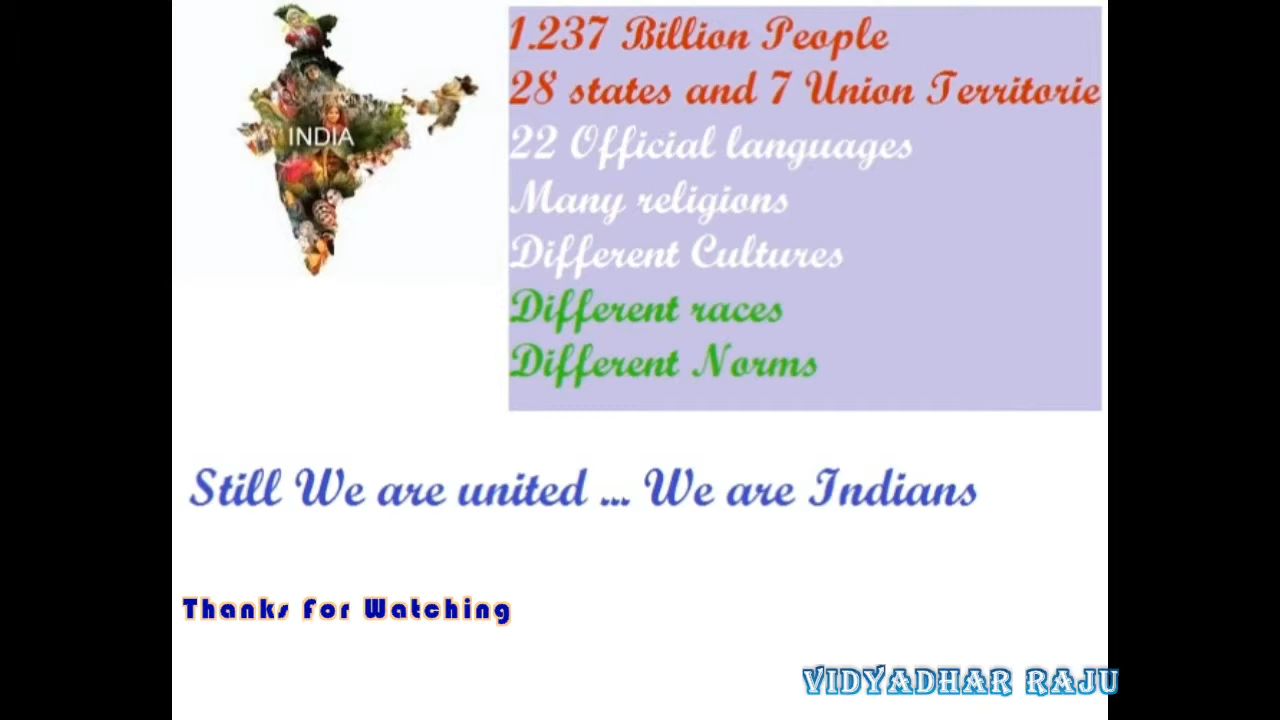 INDIA
1.237 Billion People
28 states and 7 Union Territorie
22 Official languages
Many religions
Different Cultures
Different races
Different Norms
Still We are united ... We are Indians
Thanks For Watching
VIDYADHAR RAJU